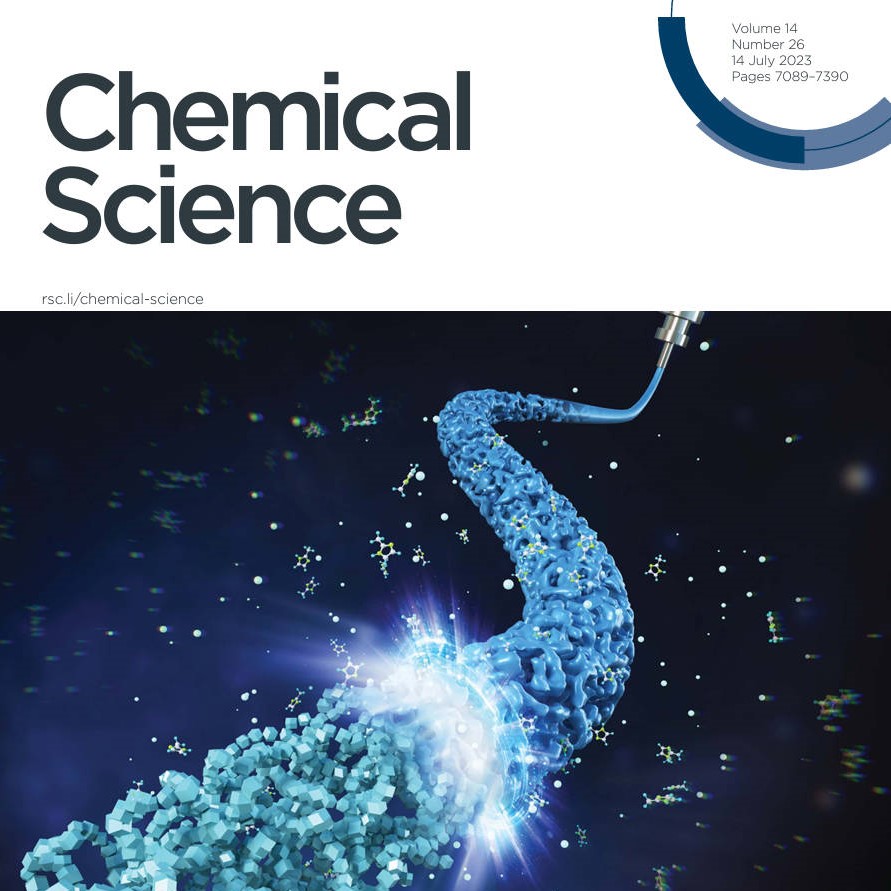 Volume 14
Number 26
14 July 2023
Pages 7089–7390
Chemical
Science
rsc.li/chemical-science